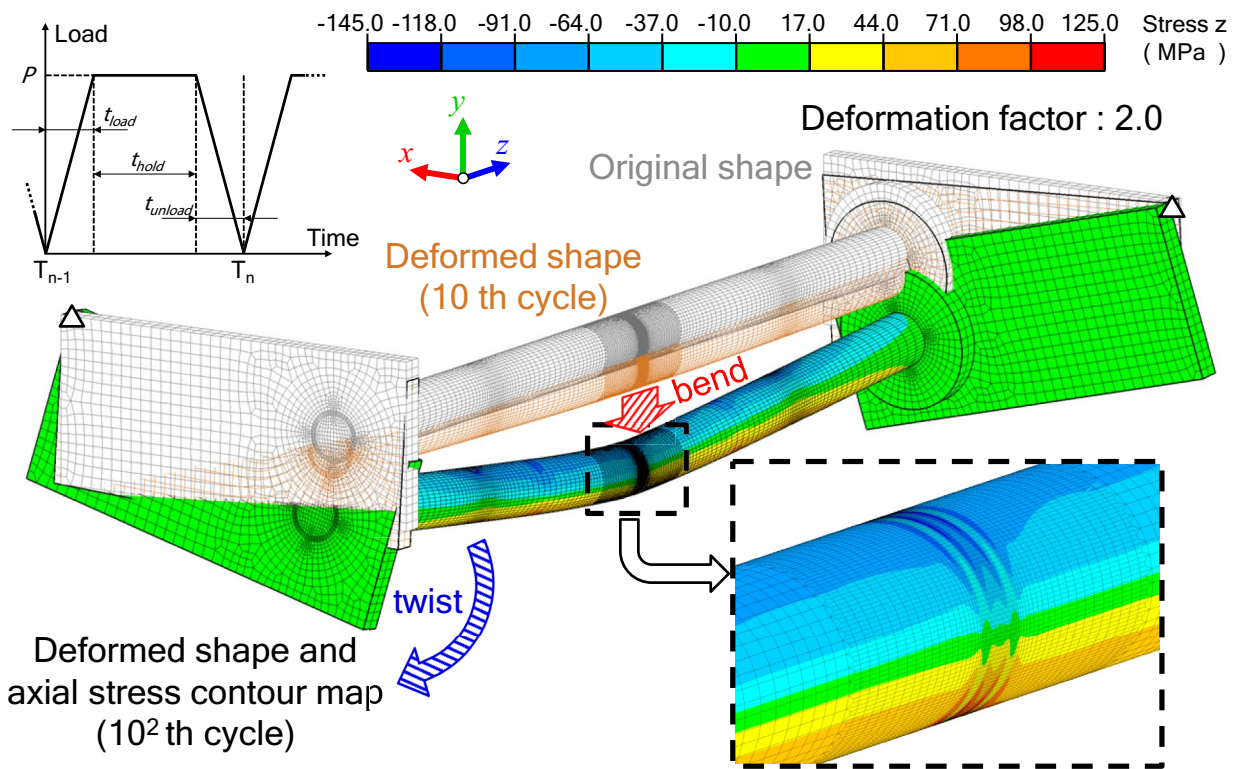 Load
P
t_load
t_hold
t_unload
Time
T_n-1
T_n
-145.0 -118.0 -91.0 -64.0 -37.0 -10.0 17.0 44.0 71.0 98.0 125.0
Stress z
( MPa )
Deformation factor : 2.0
y
x
z
Original shape
Deformed shape
(10 th cycle)
bend
twist
Deformed shape and
axial stress contour map
(10² th cycle)